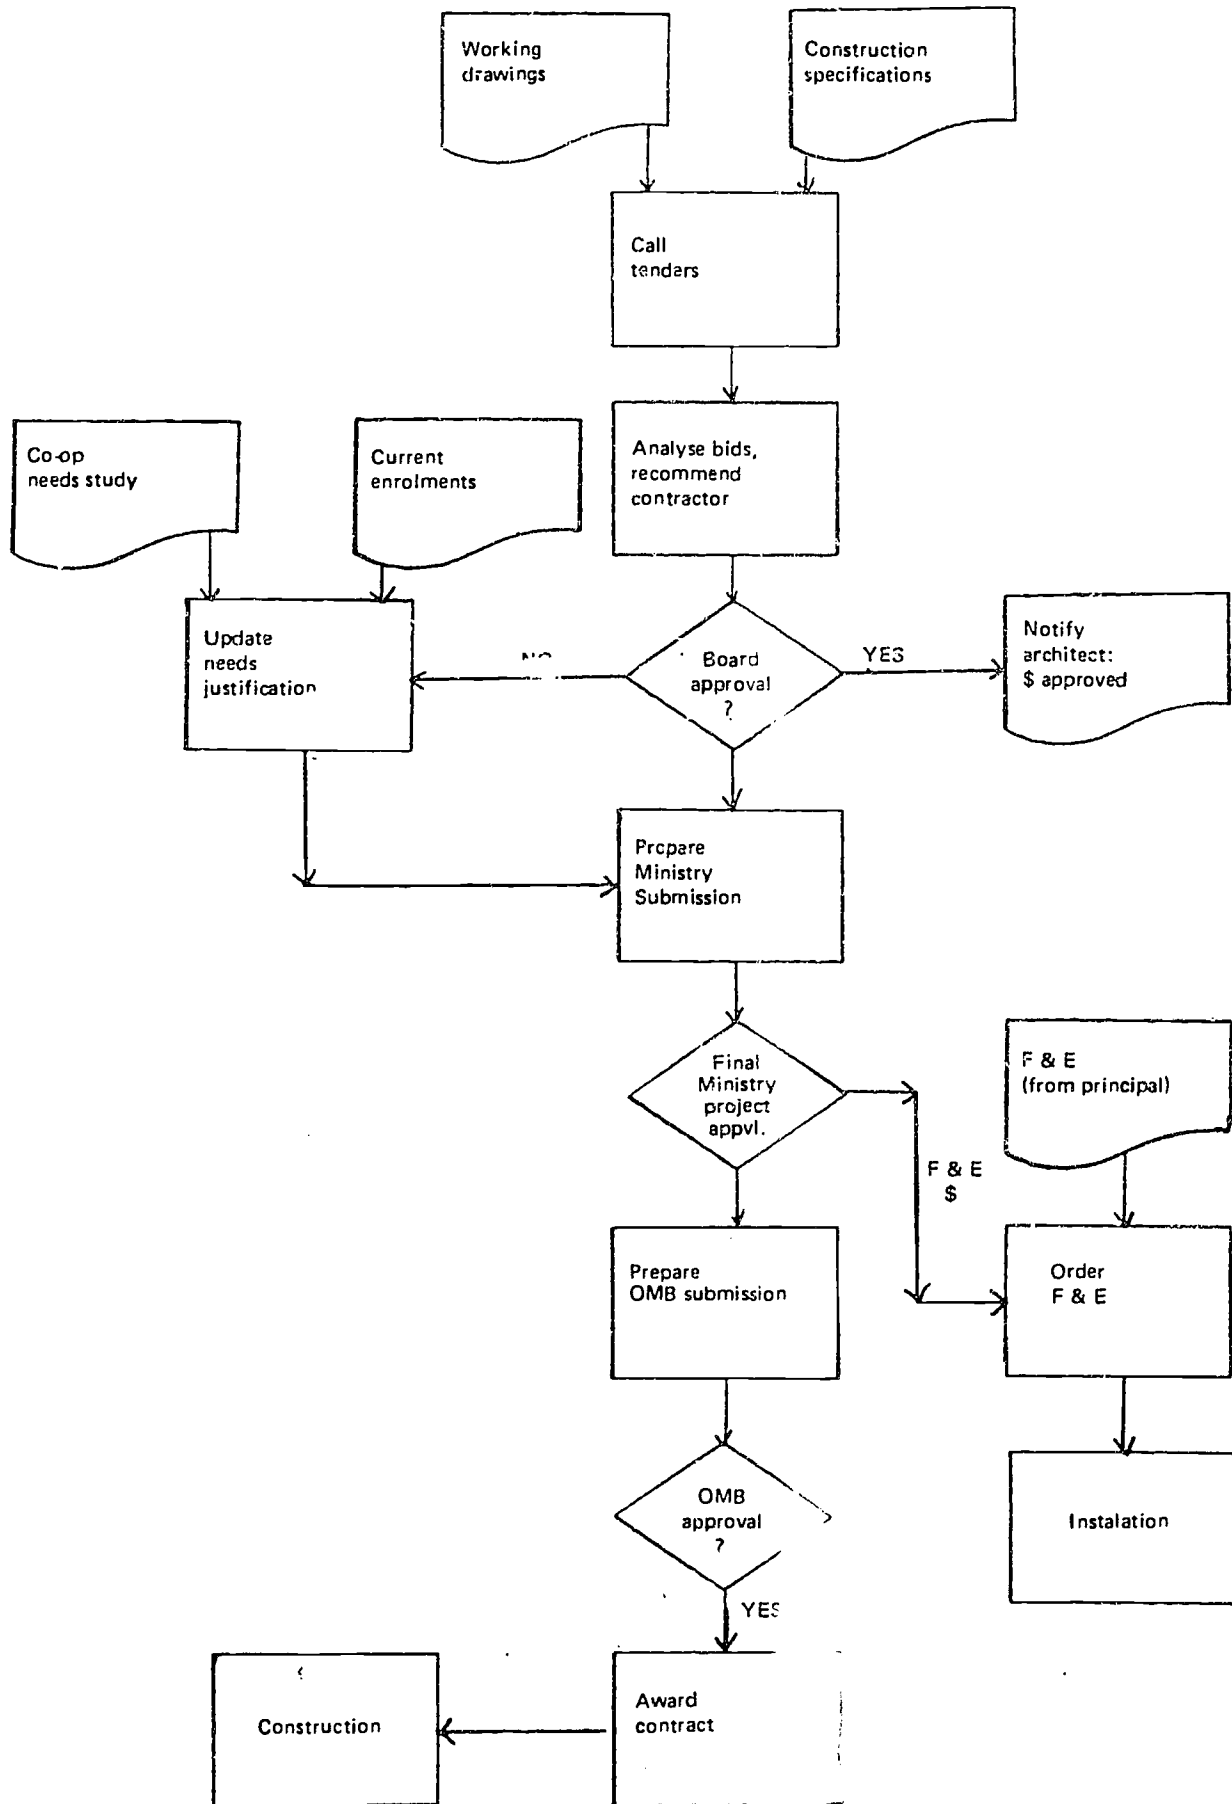 Working
drawings
Construction
specifications
Call
tenders
Co-op
needs study
Current
enrolments
Analyse bids,
recommend
contractor
Update
needs
justification
NO
Board
approval
?
YES
Notify
architect:
$ approved
Prepare
Ministry
Submission
Final
Ministry
project
appvl.
F & E
$
F & E
(from principal)
Prepare
OMB submission
Order
F & E
OMB
approval
?
Instalation
YES
Construction
Award
contract